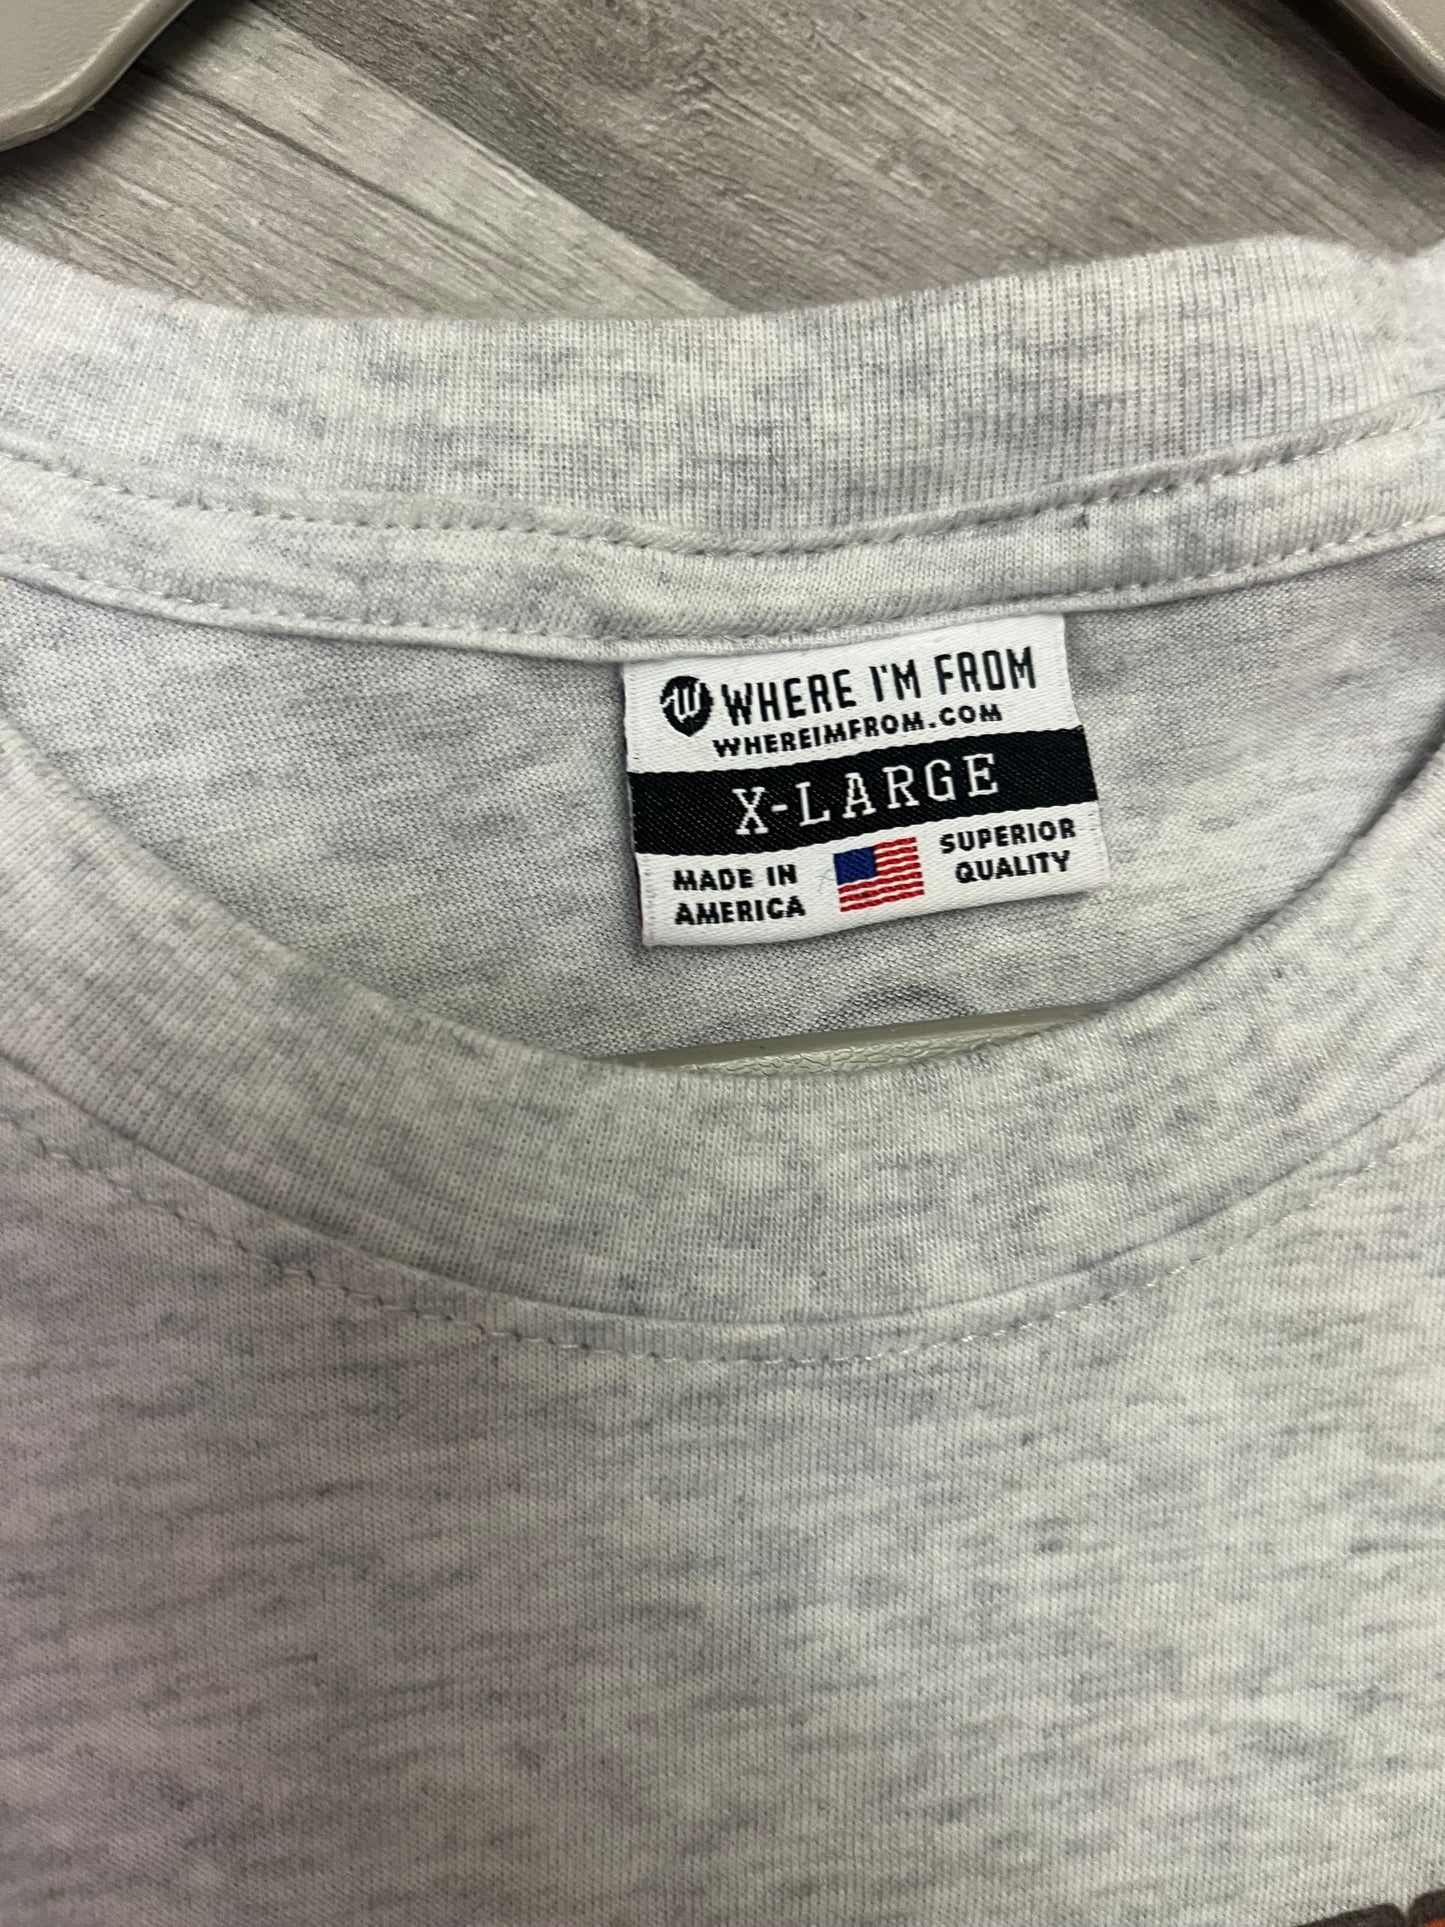 W WHERE I'M FROM
WHEREIMFROM.COM
X-LARGE
MADE IN
AMERICA
SUPERIOR
QUALITY